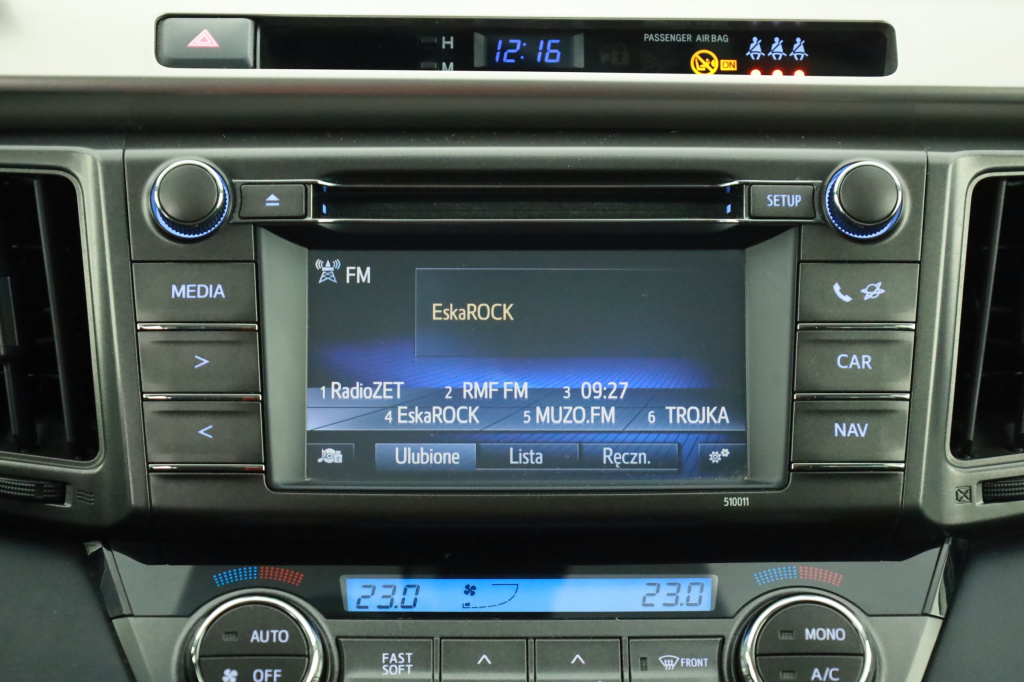 H
12:16
PASSENGER AIR BAG
M
ON
SETUP
FM
MEDIA
EskaROCK
CAR
1 RadioZET 2 RMF FM 3 09:27
4 EskaROCK 5 MUZO.FM 6 TROJKA
NAV
Ulubione Lista Ręczn.
510011
23.0 23.0
AUTO
MONO
FAST
SOFT
FRONT
OFF
A/C